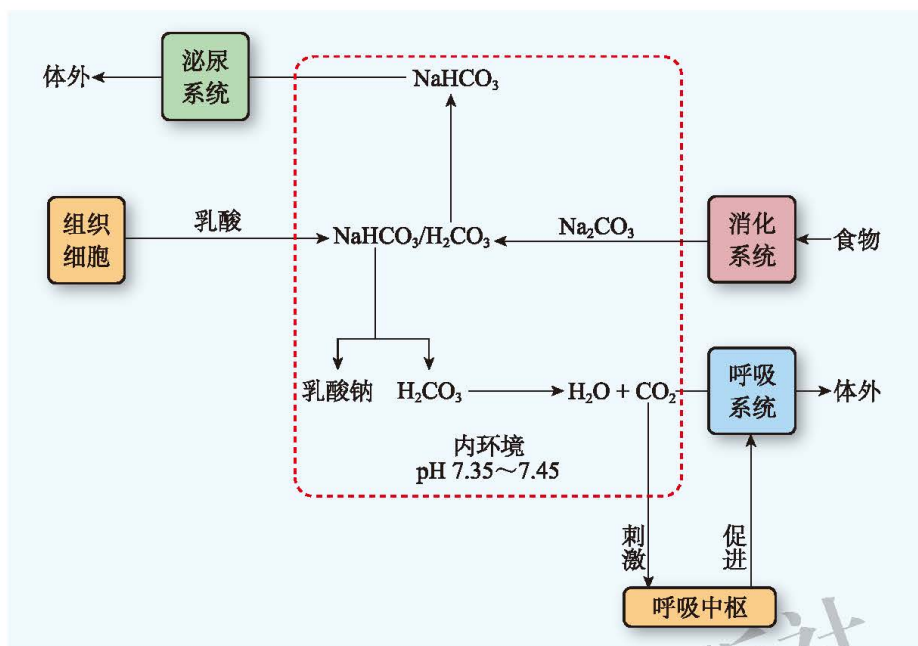 泌尿
系统
体外
NaHCO₃
组织
细胞
乳酸
NaHCO₃/H₂CO₃
Na₂CO₃
消化
系统
食物
乳酸钠
H₂CO₃
H₂O + CO₂
呼吸
系统
体外
内环境
pH 7.35～7.45
刺激
促进
呼吸中枢